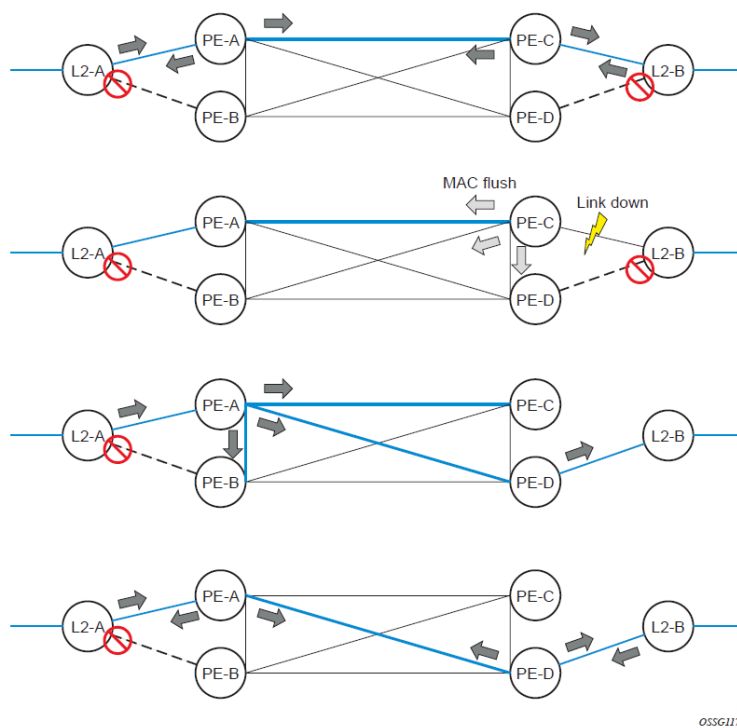 PE-A
PE-C
L2-A
L2-B
PE-B
PE-D
MAC flush
Link down
PE-A
PE-C
L2-A
L2-B
PE-B
PE-D
PE-A
PE-C
L2-A
L2-B
PE-B
PE-D
PE-A
PE-C
L2-A
L2-B
PE-B
PE-D